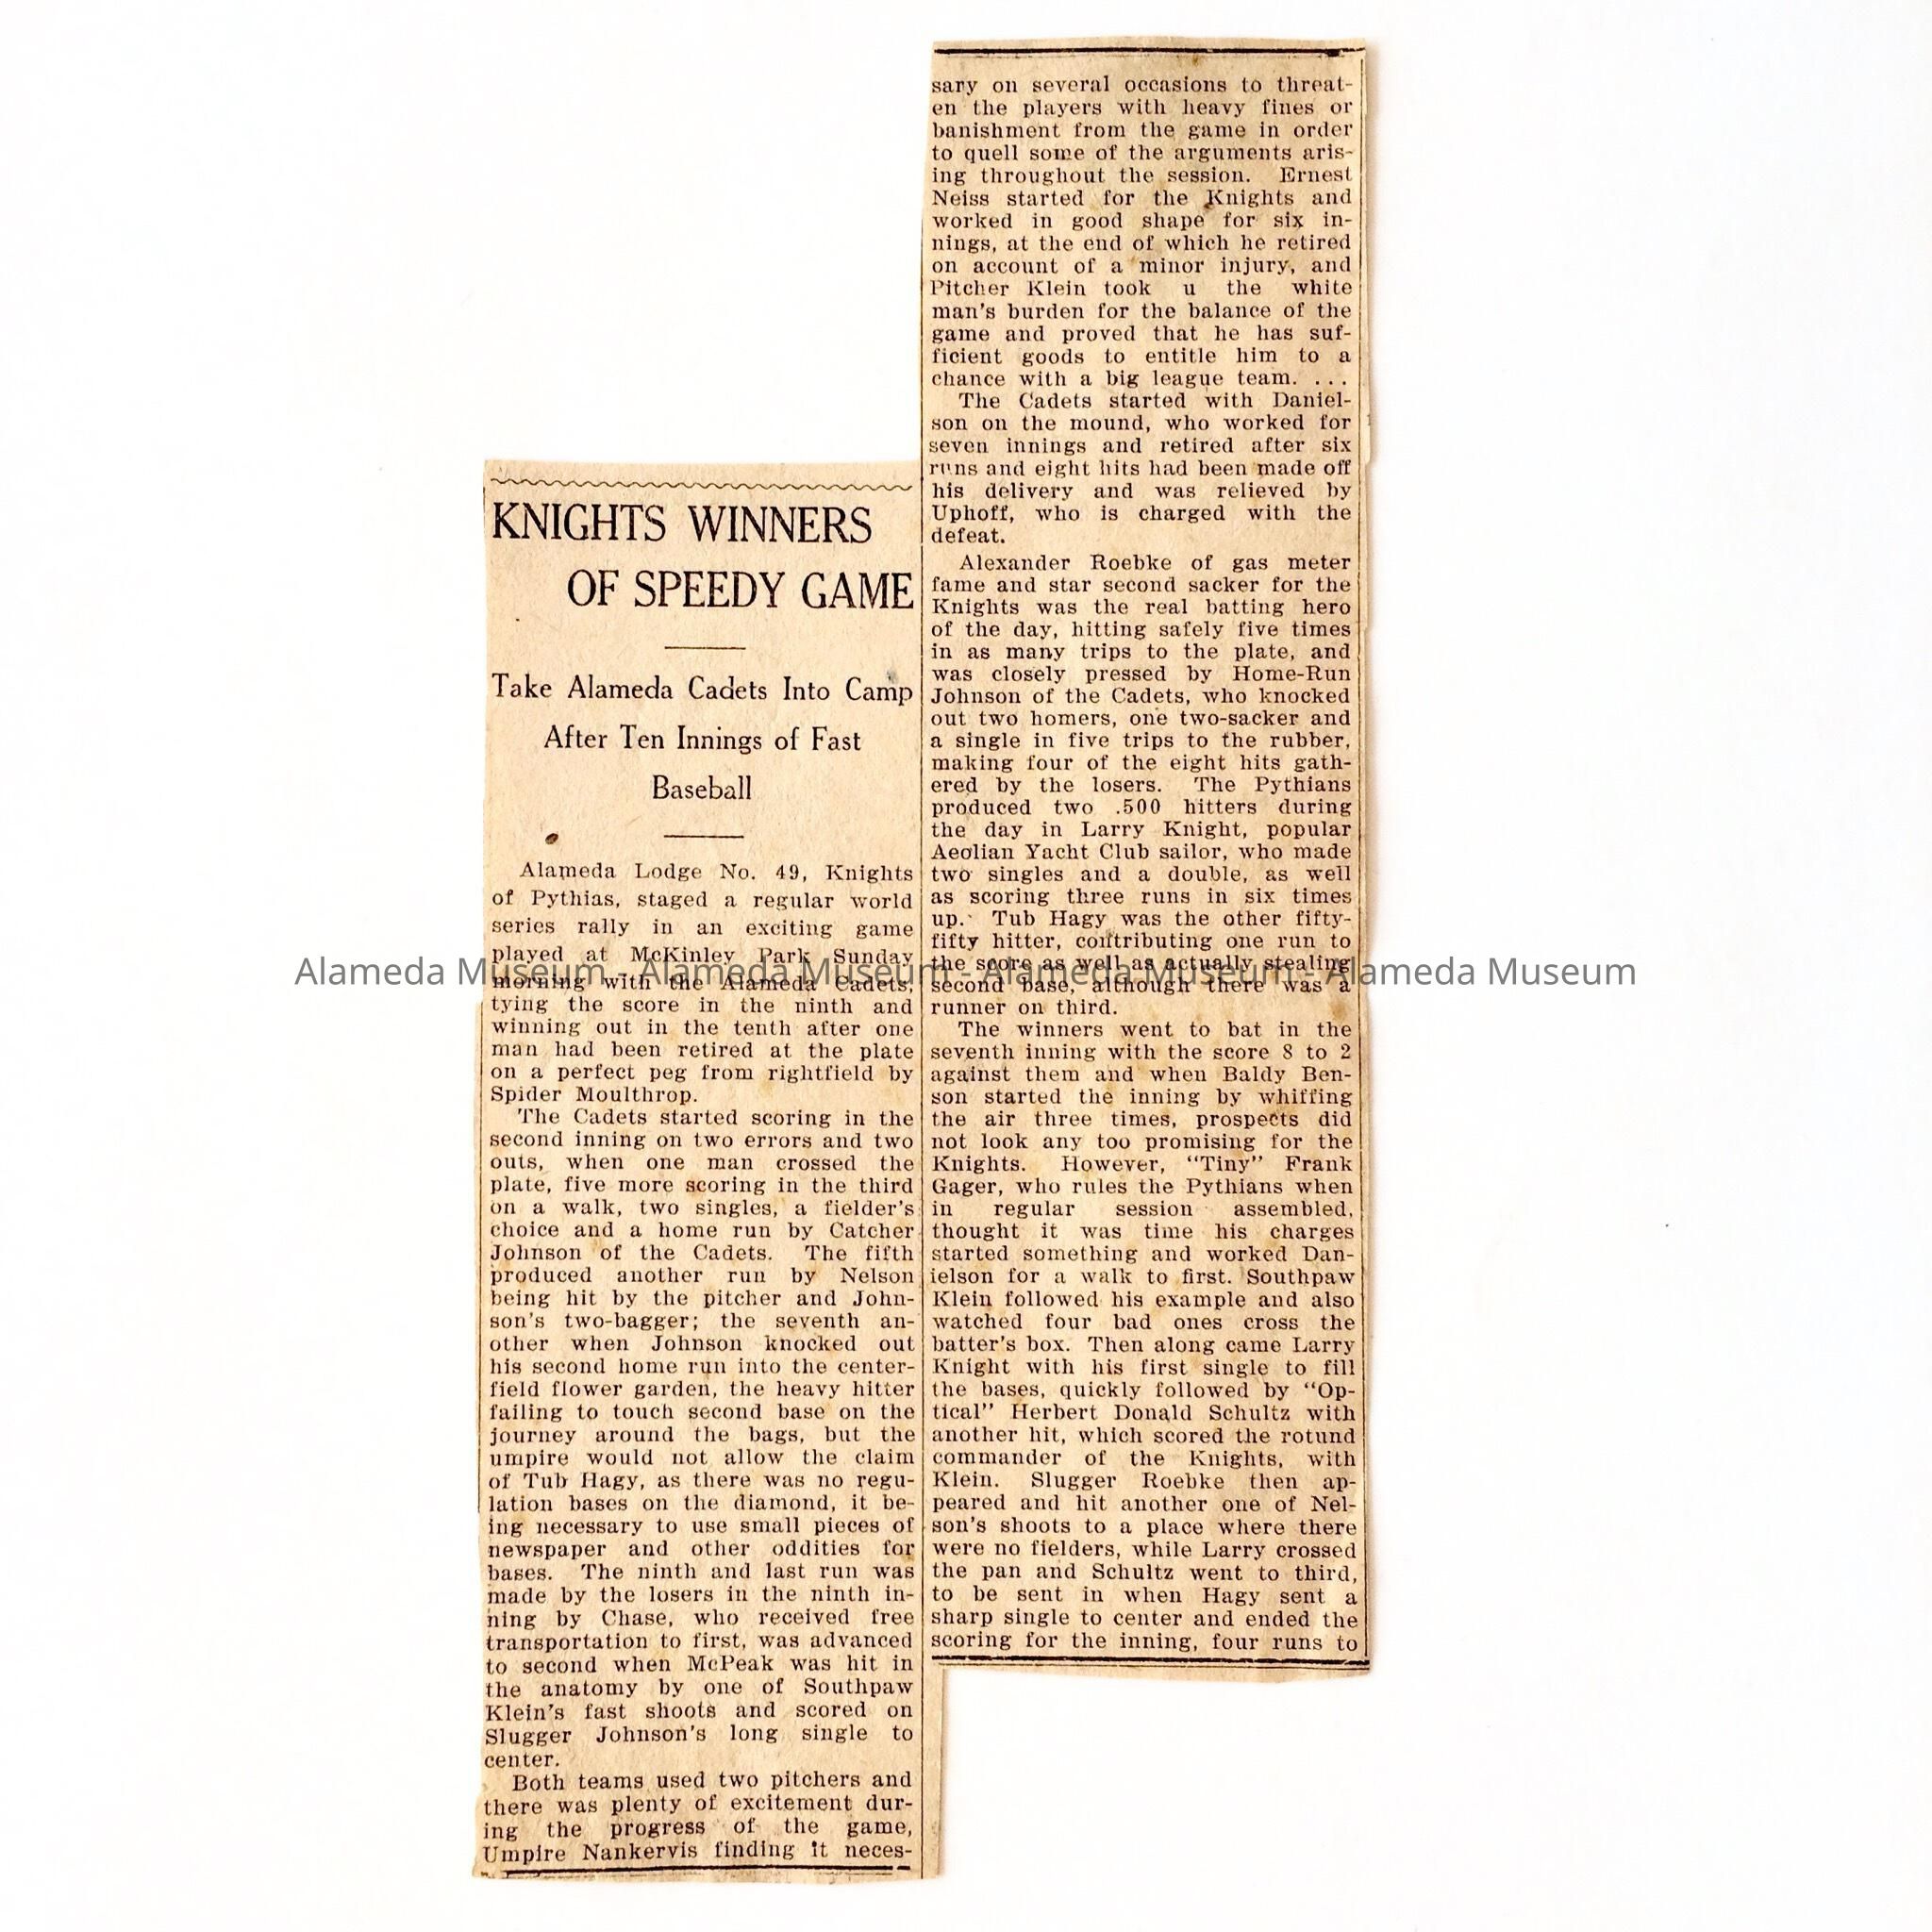 KNIGHTS WINNERS
OF SPEEDY GAME
Take Alameda Cadets Into Camp
After Ten Innings of Fast
Baseball
Alameda Lodge No. 49, Knights
of Pythias, staged a regular world
series rally in an exciting game
played at McKinley Park Sunday
morning with the Alameda Cadets,
tying the score in the ninth and
winning out in the tenth after one
man had been retired at the plate
on a perfect peg from rightfield by
Spider Moulthrop.
The Cadets started scoring in the
second inning on two errors and two
outs, when one man crossed the
plate, five more scoring in the third
on a walk, two singles, a fielder's
choice and a home run by Catcher
Johnson of the Cadets. The fifth
produced another run by Nelson
being hit by the pitcher and John-
son's two-bagger; the seventh an-
other when Johnson knocked out
his second home run into the center-
field flower garden, the heavy hitter
failing to touch second base on the
journey around the bags, but the
umpire would not allow the claim
of Tub Hagy, as there was no regu-
lation bases on the diamond, it be-
ing necessary to use small pieces of
newspaper and other oddities for
bases. The ninth and last run was
made by the losers in the ninth in-
ning by Chase, who received free
transportation to first, was advanced
to second when McPeak was hit in
the anatomy by one of Southpaw
Klein's fast shoots and scored on
Slugger Johnson's long single to
center.
Both teams used two pitchers and
there was plenty of excitement dur-
ing the progress of the game,
Umpire Nankervis finding it neces-
sary on several occasions to threat-
en the players with heavy fines or
banishment from the game in order
to quell some of the arguments aris-
ing throughout the session. Ernest
Neiss started for the Knights and
worked in good shape for six in-
nings, at the end of which he retired
on account of a minor injury, and
Pitcher Klein took u the white
man's burden for the balance of the
game and proved that he has suf-
ficient goods to entitle him to a
chance with a big league team. ...
The Cadets started with Daniel-
son on the mound, who worked for
seven innings and retired after six
runs and eight hits had been made off
his delivery and was relieved by
Uphoff, who is charged with the
defeat.
Alexander Roebke of gas meter
fame and star second sacker for the
Knights was the real batting hero
of the day, hitting safely five times
in as many trips to the plate, and
was closely pressed by Home-Run
Johnson of the Cadets, who knocked
out two homers, one two-sacker and
a single in five trips to the rubber,
making four of the eight hits gath-
ered by the losers. The Pythians
produced two .500 hitters during
the day in Larry Knight, popular
Aeolian Yacht Club sailor, who made
two singles and a double, as well
as scoring three runs in six times
up. Tub Hagy was the other fifty-
fifty hitter, contributing one run to
the score as well as actually stealing
second base, although there was a
runner on third.
The winners went to bat in the
seventh inning with the score 8 to 2
against them and when Baldy Ben-
son started the inning by whiffing
the air three times, prospects did
not look any too promising for the
Knights. However, "Tiny" Frank
Gager, who rules the Pythians when
in regular session assembled,
thought it was time his charges
started something and worked Dan-
ielson for a walk to first. Southpaw
Klein followed his example and also
watched four bad ones cross the
batter's box. Then along came Larry
Knight with his first single to fill
the bases, quickly followed by "Op-
tical" Herbert Donald Schultz with
another hit, which scored the rotund
commander of the Knights, with
Klein. Slugger Roebke then ap-
peared and hit another one of Nel-
son's shoots to a place where there
were no fielders, while Larry crossed
the pan and Schultz went to third,
to be sent in when Hagy sent a
sharp single to center and ended the
scoring for the inning, four runs to
Alameda Museum - Alameda Museum - Alameda Museum - Alameda Museum